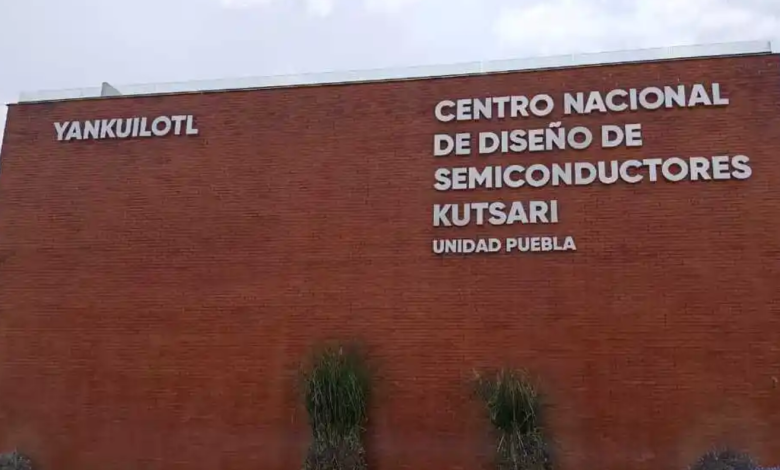 YANKUILOTL
CENTRO NACIONAL
DE DISEÑO DE
SEMICONDUCTORES
KUTSARI
UNIDAD PUEBLA